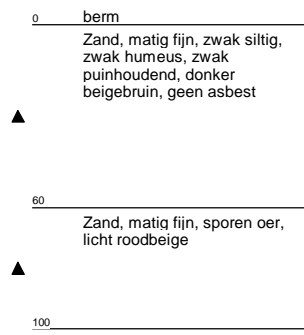 0 berm
Zand, matig fijn, zwak siltig,
zwak humeus, zwak
puinhoudend, donker
beigebruin, geen asbest
60
Zand, matig fijn, sporen oer,
licht roodbeige
100